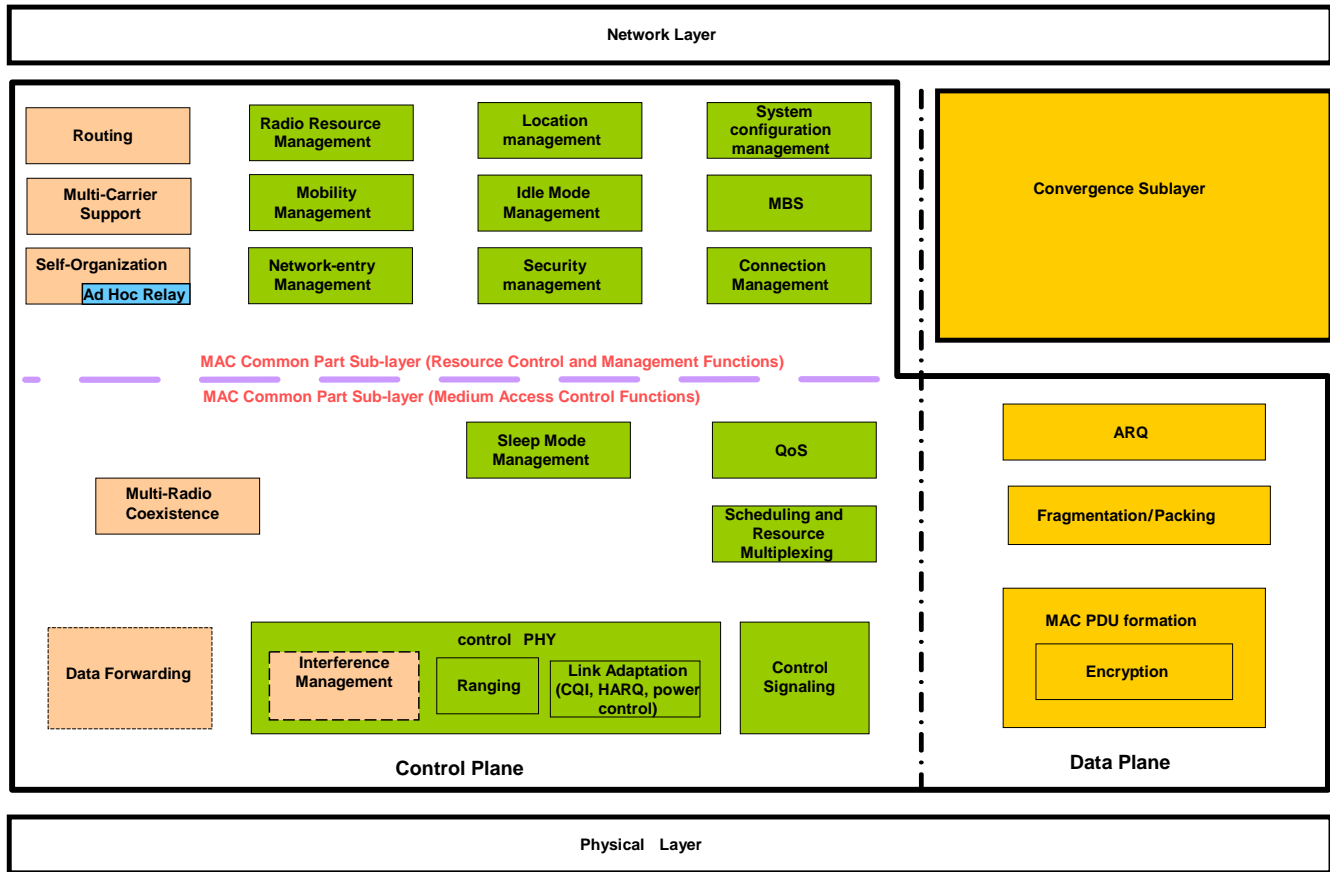 Network Layer
Routing
Radio Resource
Management
Location
management
System
configuration
management
Convergence Sublayer
Multi-Carrier
Support
Mobility
Management
Idle Mode
Management
MBS
Self-Organization
Ad Hoc Relay
Network-entry
Management
Security
management
Connection
Management
MAC Common Part Sub-layer (Resource Control and Management Functions)
MAC Common Part Sub-layer (Medium Access Control Functions)
Sleep Mode
Management
QoS
ARQ
Multi-Radio
Coexistence
Scheduling and
Resource
Multiplexing
Fragmentation/Packing
Data Forwarding
control PHY
Interference
Management
Ranging
Link Adaptation
(CQI, HARQ, power
control)
Control
Signaling
MAC PDU formation
Encryption
Control Plane
Data Plane
Physical Layer